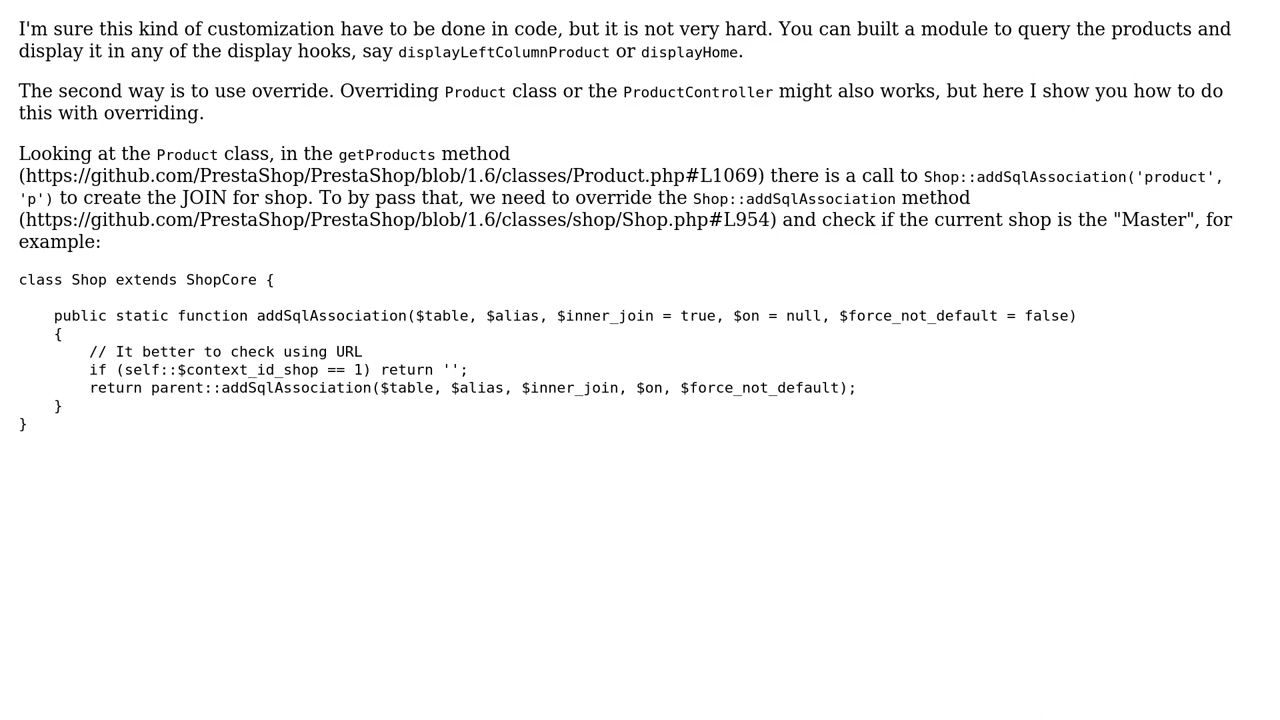 I'm sure this kind of customization have to be done in code, but it is not very hard. You can built a module to query the products and
display it in any of the display hooks, say displayLeftColumnProduct or displayHome.
The second way is to use override. Overriding Product class or the ProductController might also works, but here I show you how to do
this with overriding.
Looking at the Product class, in the getProducts method
(https://github.com/PrestaShop/PrestaShop/blob/1.6/classes/Product.php#L1069) there is a call to Shop::addSqlAssociation('product',
'p') to create the JOIN for shop. To by pass that, we need to override the Shop::addSqlAssociation method
(https://github.com/PrestaShop/PrestaShop/blob/1.6/classes/shop/Shop.php#L954) and check if the current shop is the "Master", for
example:
class Shop extends ShopCore {
    public static function addSqlAssociation($table, $alias, $inner_join = true, $on = null, $force_not_default = false)
    {
        // It better to check using URL
        if (self::$context_id_shop == 1) return '';
        return parent::addSqlAssociation($table, $alias, $inner_join, $on, $force_not_default);
    }
}